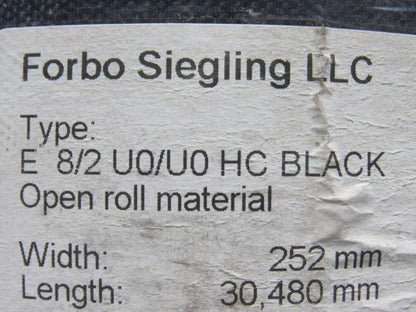 Forbo Siegling LLC
Type:
E 8/2 U0/U0 HC BLACK
Open roll material
Width: 252 mm
Length: 30,480 mm